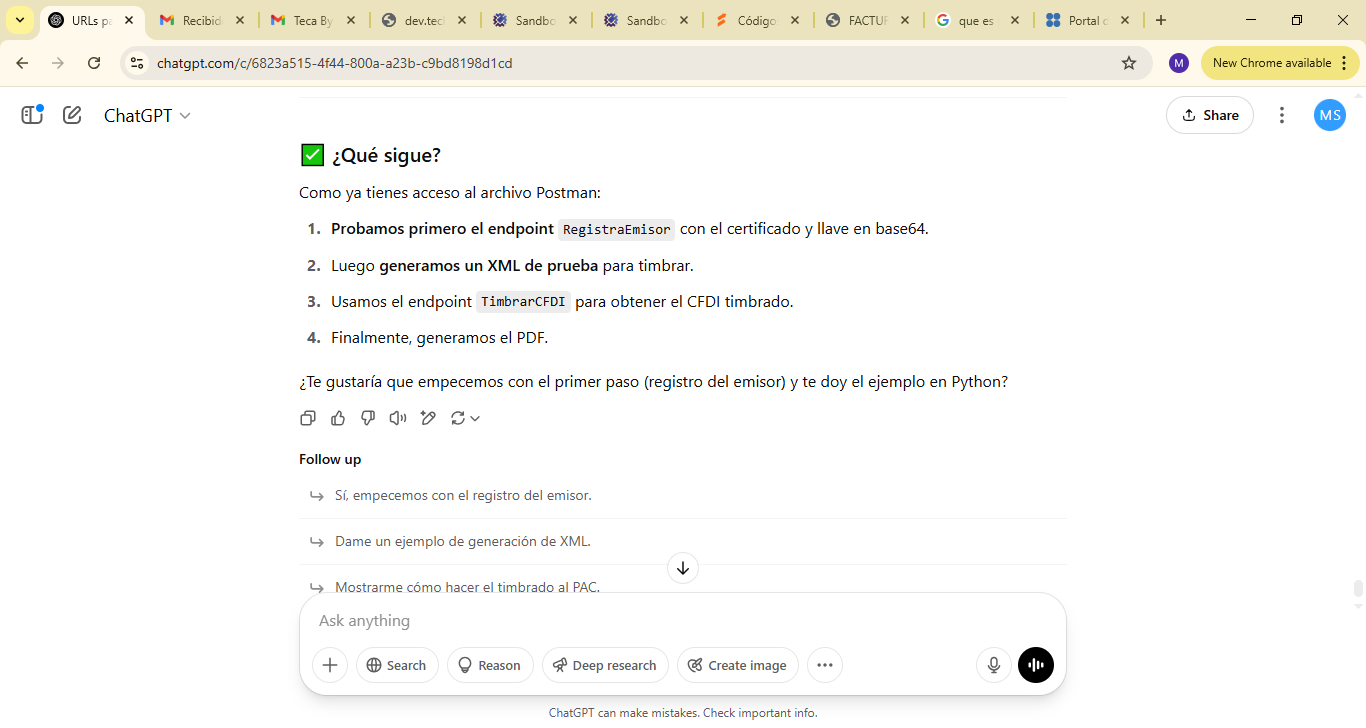 URLs pa
Recibid
Teca By
dev.tec
Sandbo
Sandbo
Código
FACTUR
que es
Portal d
chatgpt.com/c/6823a515-4f44-800a-a23b-c9bd8198d1cd
M
New Chrome available
ChatGPT
Share
MS
¿Qué sigue?
Como ya tienes acceso al archivo Postman:
1. Probamos primero el endpoint RegistraEmisor con el certificado y llave en base64.
2. Luego generamos un XML de prueba para timbrar.
3. Usamos el endpoint TimbrarCFDI para obtener el CFDI timbrado.
4. Finalmente, generamos el PDF.
¿Te gustaría que empecemos con el primer paso (registro del emisor) y te doy el ejemplo en Python?
Follow up
Sí, empecemos con el registro del emisor.
Dame un ejemplo de generación de XML.
Mostrarme cómo hacer el timbrado al PAC.
Ask anything
Search
Reason
Deep research
Create image
ChatGPT can make mistakes. Check important info.